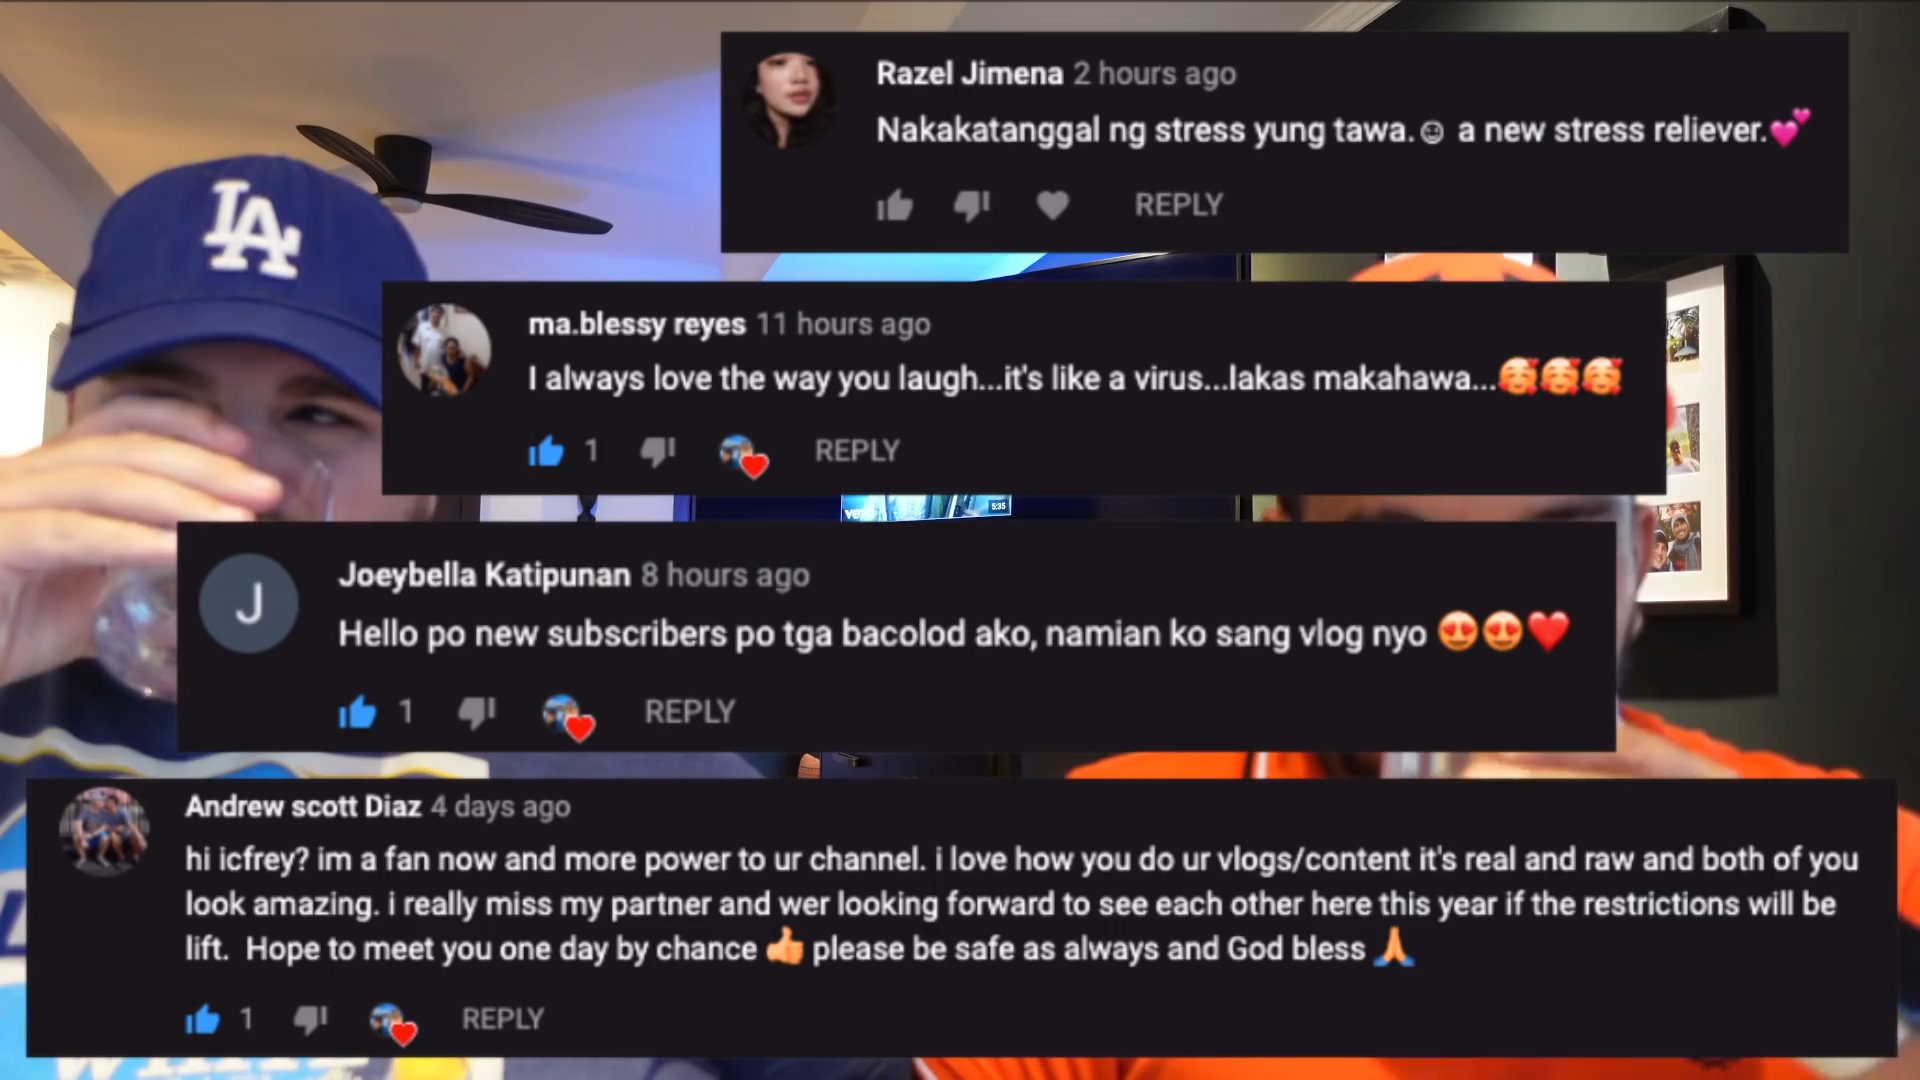 LA
Razel Jimena 2 hours ago
Nakakatanggal ng stress yung tawa.☺ a new stress reliever.💕
REPLY
ma.blessy reyes 11 hours ago
I always love the way you laugh...it's like a virus...lakas makahawa...🥰🥰🥰
1 REPLY
5:35
Joeybella Katipunan 8 hours ago
J
Hello po new subscribers po tga bacolod ako, namian ko sang vlog nyo 😍😍❤️
1 REPLY
Andrew scott Diaz 4 days ago
hi icfrey? im a fan now and more power to ur channel. i love how you do ur vlogs/content it's real and raw and both of you
look amazing. i really miss my partner and wer looking forward to see each other here this year if the restrictions will be
lift. Hope to meet you one day by chance 👍 please be safe as always and God bless 🙏
1 REPLY